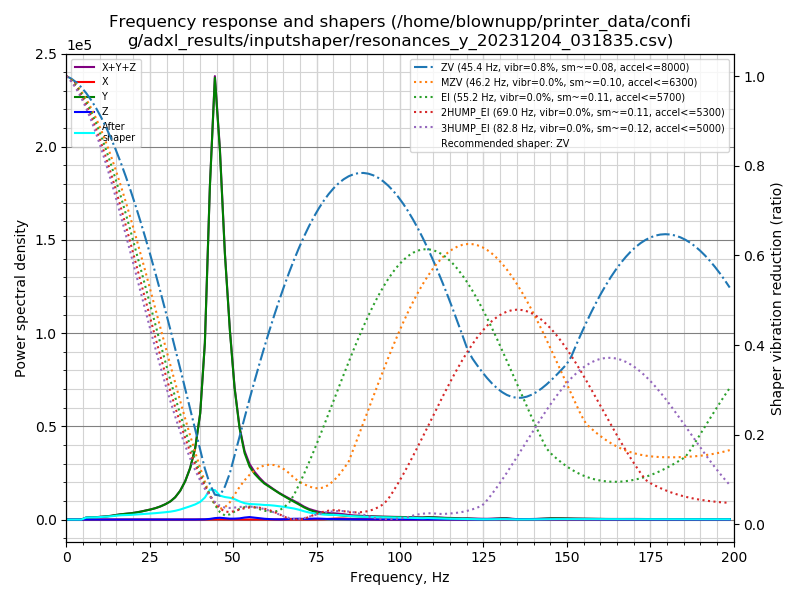 Frequency response and shapers (/home/blownupp/printer_data/confi
g/adxl_results/inputshaper/resonances_y_20231204_031835.csv)
1e5
X+Y+Z
X
Y
Z
After
shaper
ZV (45.4 Hz, vibr=0.8%, sm~=0.08, accel<=8000)
MZV (46.2 Hz, vibr=0.0%, sm~=0.10, accel<=6300)
EI (55.2 Hz, vibr=0.0%, sm~=0.11, accel<=5700)
2HUMP_EI (69.0 Hz, vibr=0.0%, sm~=0.11, accel<=5300)
3HUMP_EI (82.8 Hz, vibr=0.0%, sm~=0.12, accel<=5000)
Recommended shaper: ZV
Power spectral density
2.5
2.0
1.5
1.0
0.5
0.0
1.0
0.8
0.6
0.4
0.2
0.0
Shaper vibration reduction (ratio)
0 25 50 75 100 125 150 175 200
Frequency, Hz